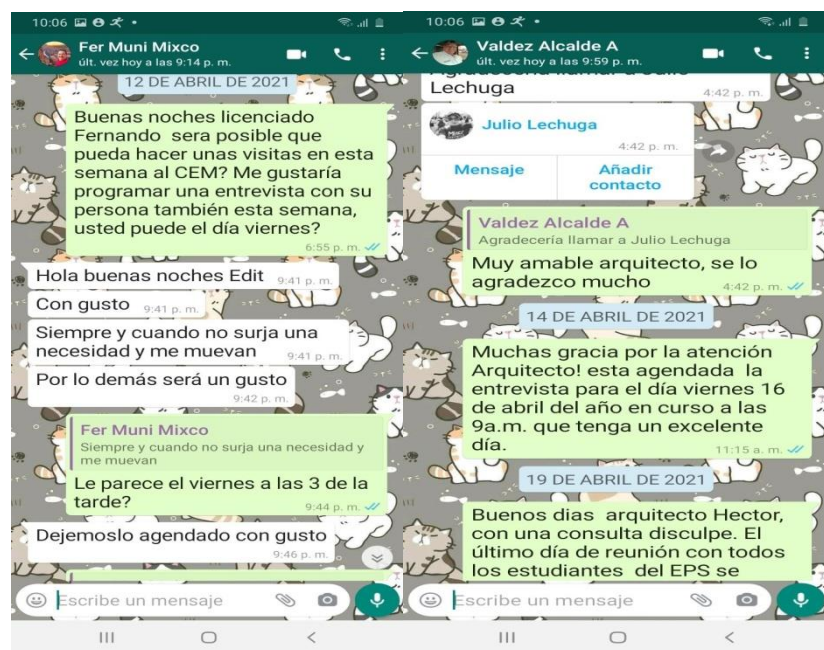 10:06
Fer Muni Mixco
últ. vez hoy a las 9:14 p. m.
12 DE ABRIL DE 2021
Buenas noches licenciado
Fernando sera posible que
pueda hacer unas visitas en esta
semana al CEM? Me gustaría
programar una entrevista con su
persona también esta semana,
usted puede el día viernes?
6:55 p. m.
Hola buenas noches Edit
9:41 p. m.
Con gusto
9:41 p. m.
Siempre y cuando no surja una
necesidad y me muevan
9:41 p. m.
Por lo demás será un gusto
9:42 p. m.
Fer Muni Mixco
Siempre y cuando no surja una necesidad y
me muevan
Le parece el viernes a las 3 de la
tarde?
9:44 p. m.
Dejemoslo agendado con gusto
9:46 p. m.
Escribe un mensaje
10:06
Valdez Alcalde A
últ. vez hoy a las 9:59 p. m.
Agradecería llamar a Julio
Lechuga
4:42 p. m.
Julio Lechuga
4:42 p. m.
Mensaje
Añadir
contacto
Valdez Alcalde A
Agradecería llamar a Julio Lechuga
Muy amable arquitecto, se lo
agradezco mucho
4:42 p. m.
14 DE ABRIL DE 2021
Muchas gracia por la atención
Arquitecto! esta agendada la
entrevista para el día viernes 16
de abril del año en curso a las
9a.m. que tenga un excelente
día.
11:15 a. m.
19 DE ABRIL DE 2021
Buenos dias arquitecto Hector,
con una consulta disculpe. El
último día de reunión con todos
los estudiantes del EPS se
Escribe un mensaje